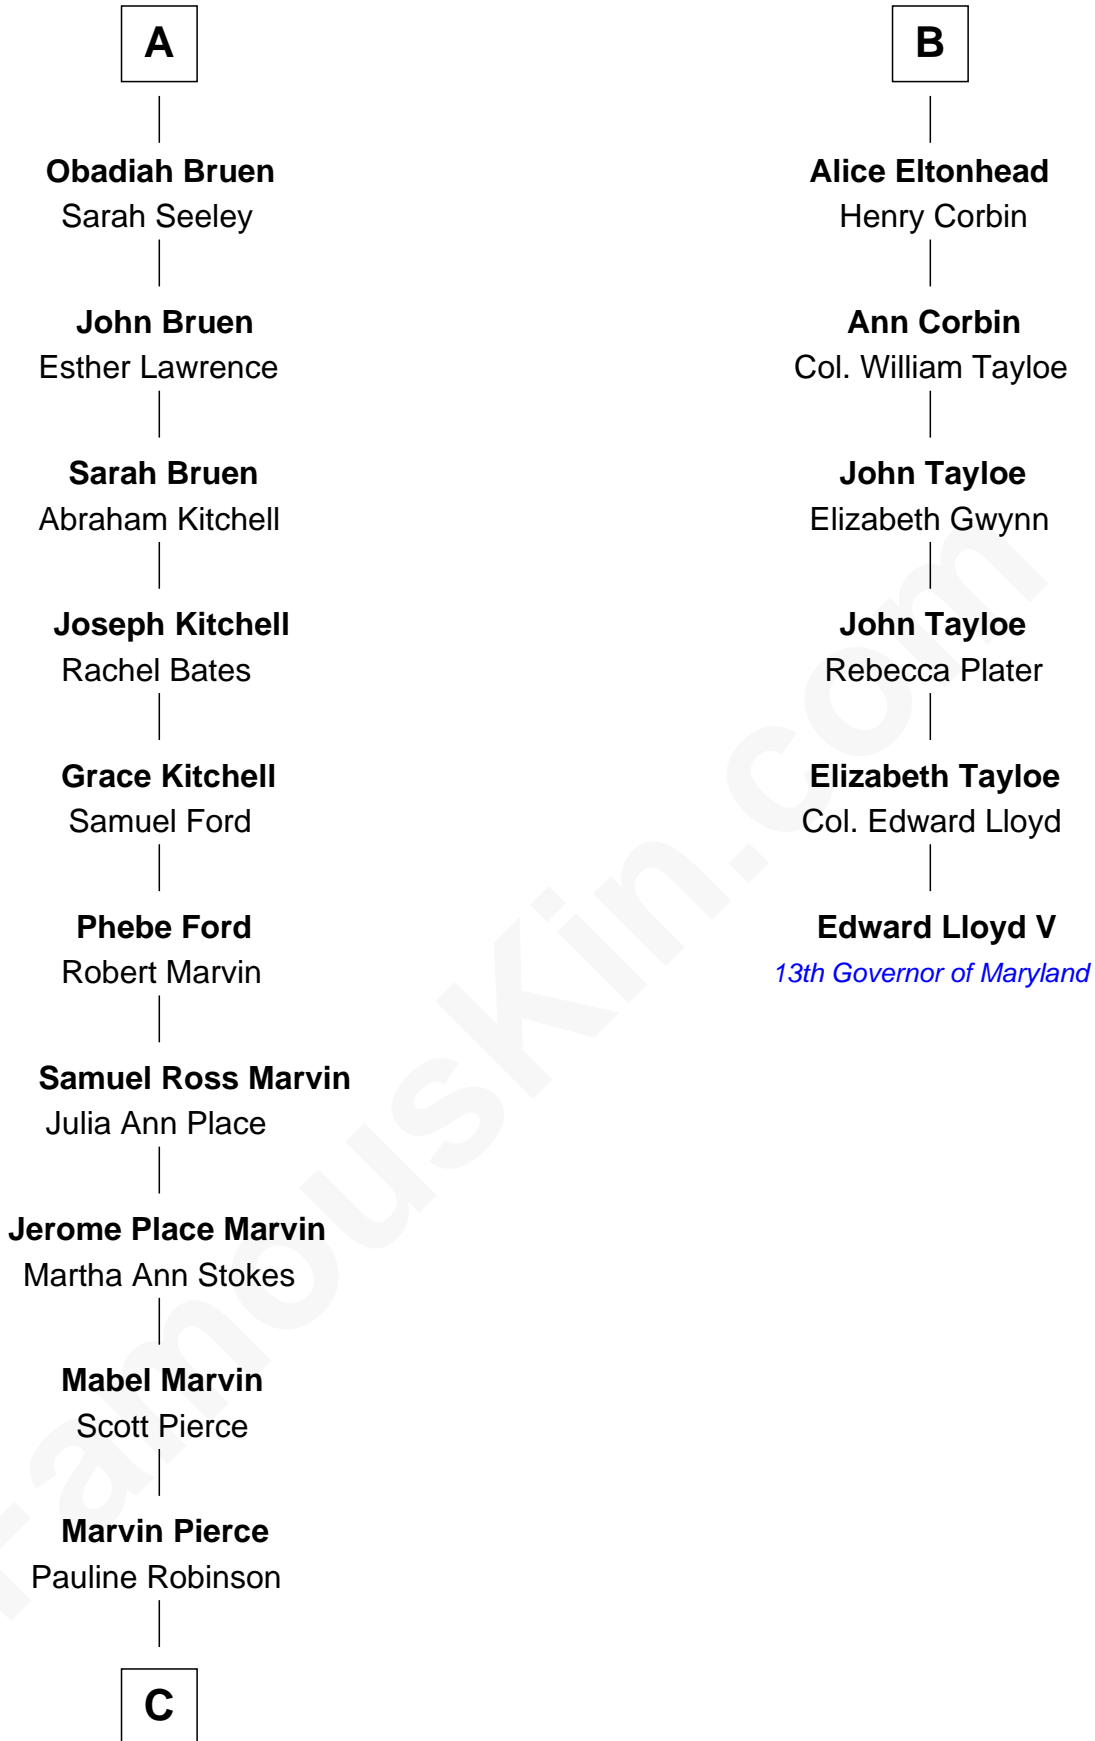 A
Obadiah Bruen
Sarah Seeley
John Bruen
Esther Lawrence
Sarah Bruen
Abraham Kitchell
Joseph Kitchell
Rachel Bates
Grace Kitchell
Samuel Ford
Phebe Ford
Robert Marvin
Samuel Ross Marvin
Julia Ann Place
Jerome Place Marvin
Martha Ann Stokes
Mabel Marvin
Scott Pierce
Marvin Pierce
Pauline Robinson
C
B
Alice Eltonhead
Henry Corbin
Ann Corbin
Col. William Tayloe
John Tayloe
Elizabeth Gwynn
John Tayloe
Rebecca Plater
Elizabeth Tayloe
Col. Edward Lloyd
Edward Lloyd V
13th Governor of Maryland
FamousKin.com